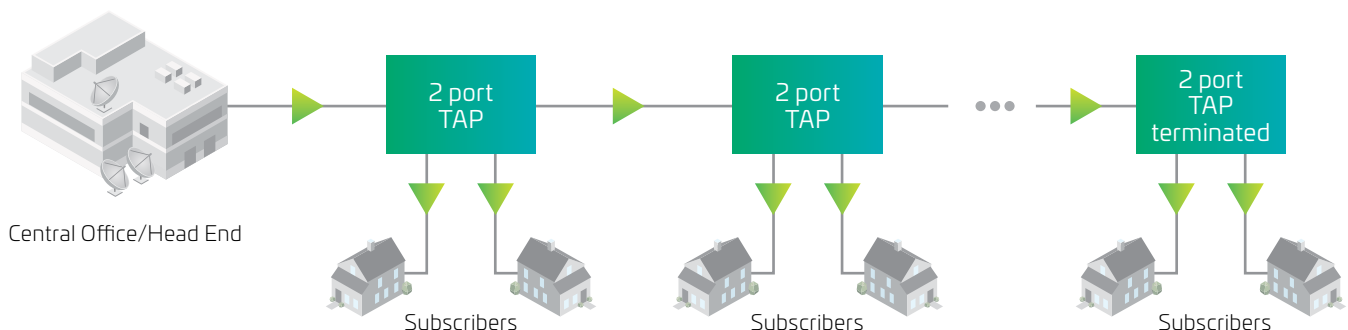 2 port
TAP
2 port
TAP
2 port
TAP
terminated
Central Office/Head End
Subscribers
Subscribers
Subscribers